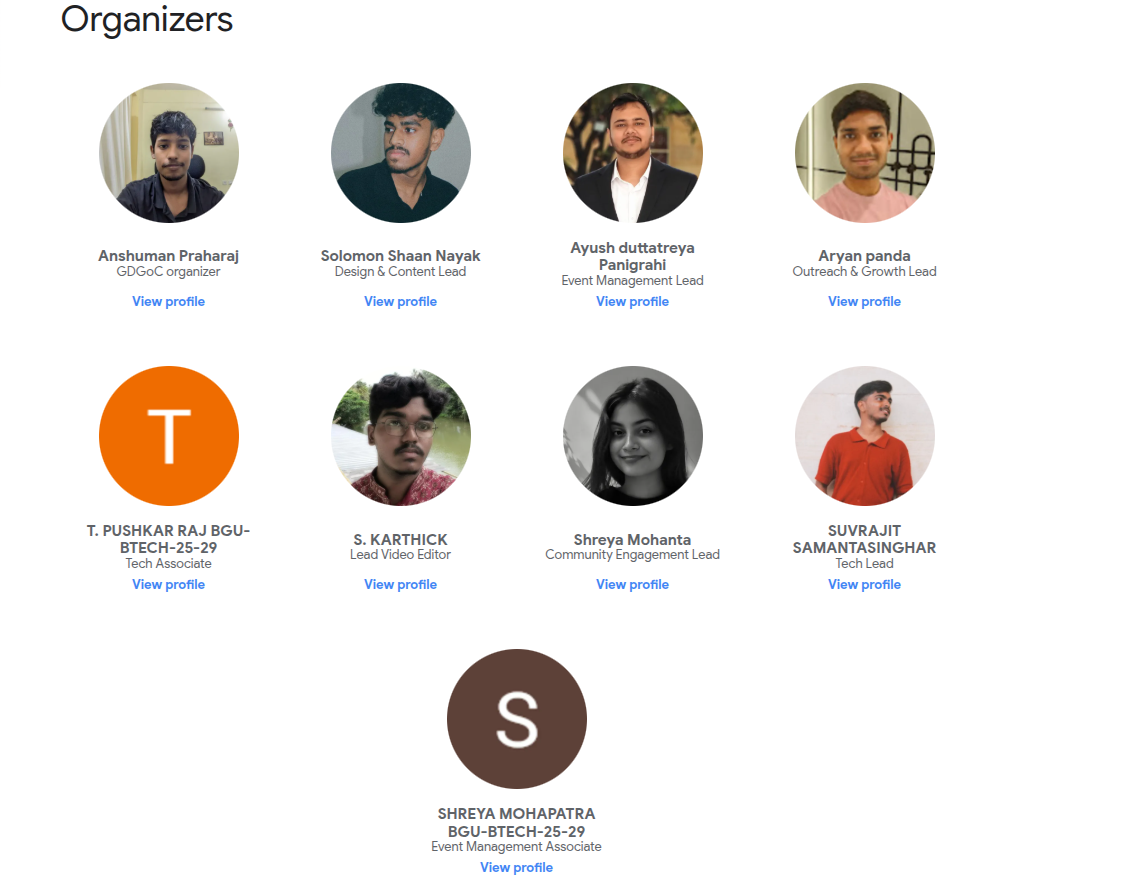 Organizers
Anshuman Praharaj
GDGoC organizer
View profile
Solomon Shaan Nayak
Design & Content Lead
View profile
Ayush duttatreya
Panigrahi
Event Management Lead
View profile
Aryan panda
Outreach & Growth Lead
View profile
T
T. PUSHKAR RAJ BGU-
BTECH-25-29
Tech Associate
View profile
S. KARTHICK
Lead Video Editor
View profile
Shreya Mohanta
Community Engagement Lead
View profile
SUVRAJIT
SAMANTASINGHAR
Tech Lead
View profile
S
SHREYA MOHAPATRA
BGU-BTECH-25-29
Event Management Associate
View profile